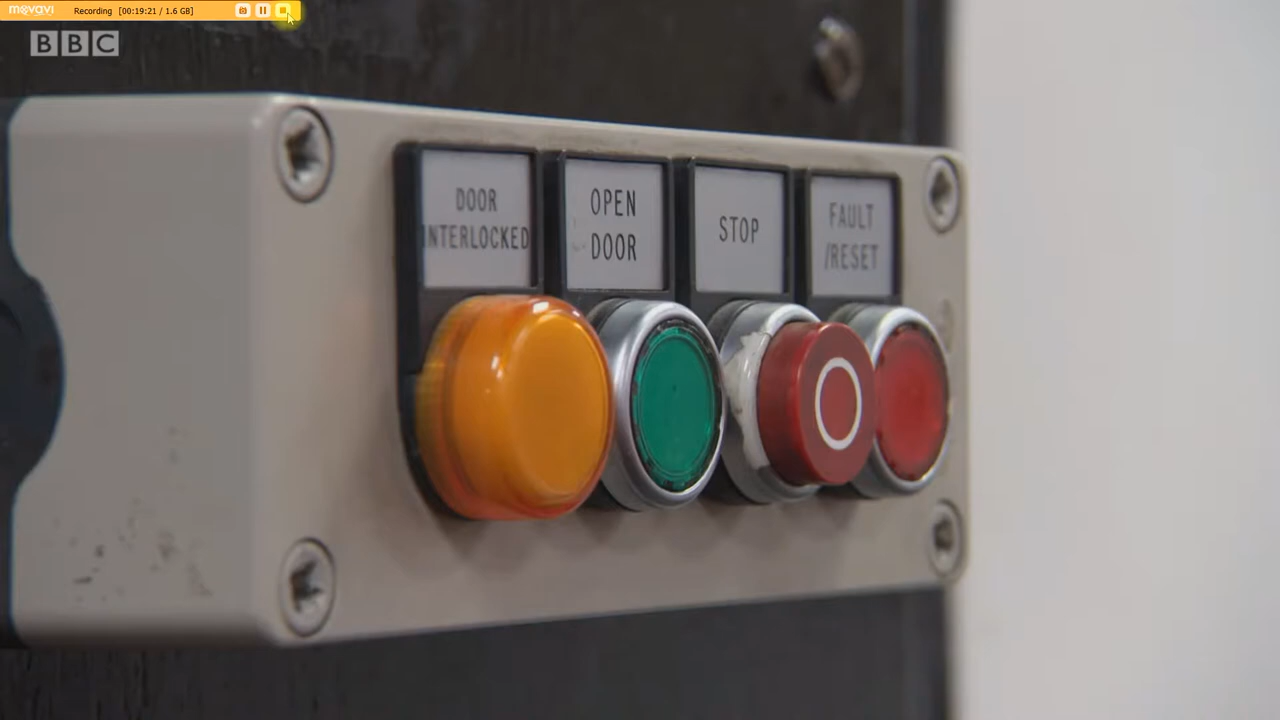 movavi Recording [00:19:21 / 1.6 GB]
BBC
DOOR
INTERLOCKED
OPEN
DOOR
STOP
FAULT
/RESET